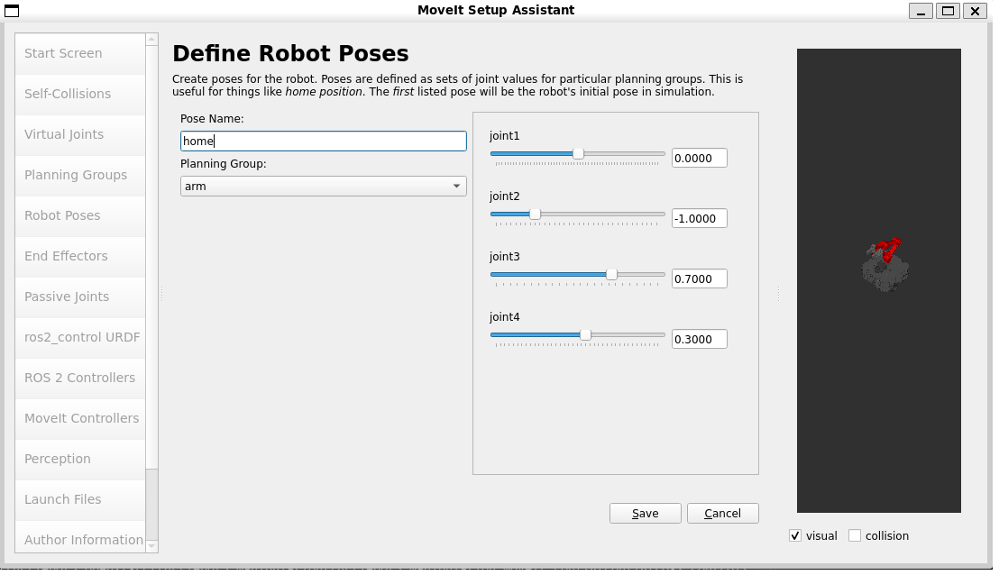 MoveIt Setup Assistant
Start Screen
Self-Collisions
Virtual Joints
Planning Groups
Robot Poses
End Effectors
Passive Joints
ros2_control URDF
ROS 2 Controllers
MoveIt Controllers
Perception
Launch Files
Author Information
Define Robot Poses
Create poses for the robot. Poses are defined as sets of joint values for particular planning groups. This is
useful for things like home position. The first listed pose will be the robot's initial pose in simulation.
Pose Name:
home
Planning Group:
arm
joint1
0.0000
joint2
-1.0000
joint3
0.7000
joint4
0.3000
Save
Cancel
visual
collision